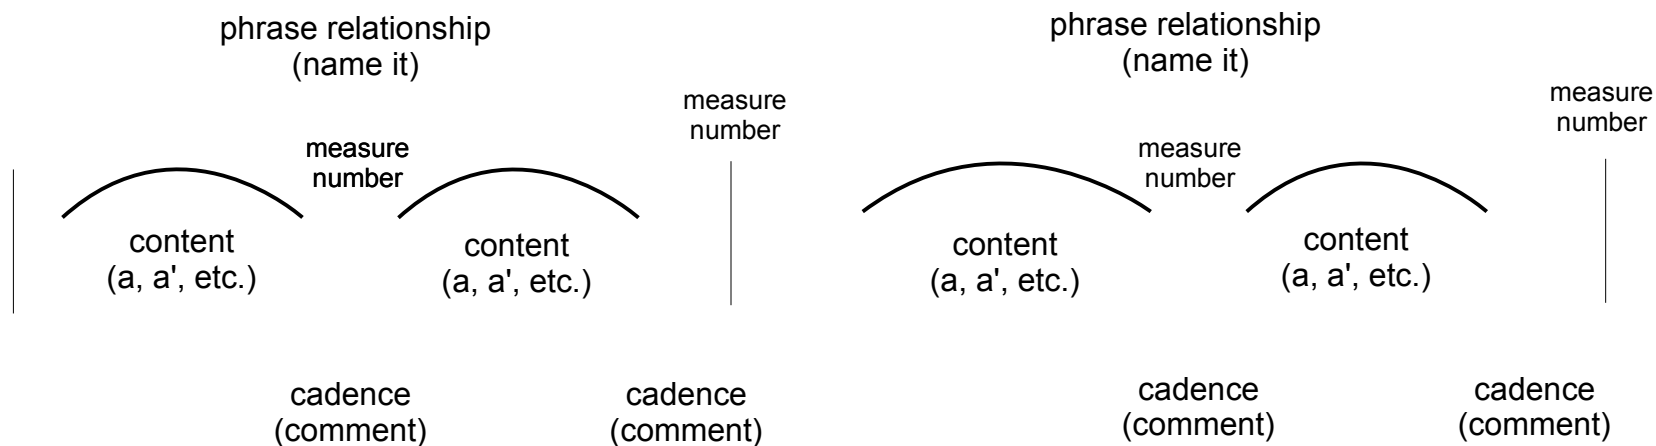 phrase relationship
(name it)
phrase relationship
(name it)
measure
number
measure
number
measure
number
measure
number
content
(a, a', etc.)
content
(a, a', etc.)
content
(a, a', etc.)
content
(a, a', etc.)
cadence
(comment)
cadence
(comment)
cadence
(comment)
cadence
(comment)